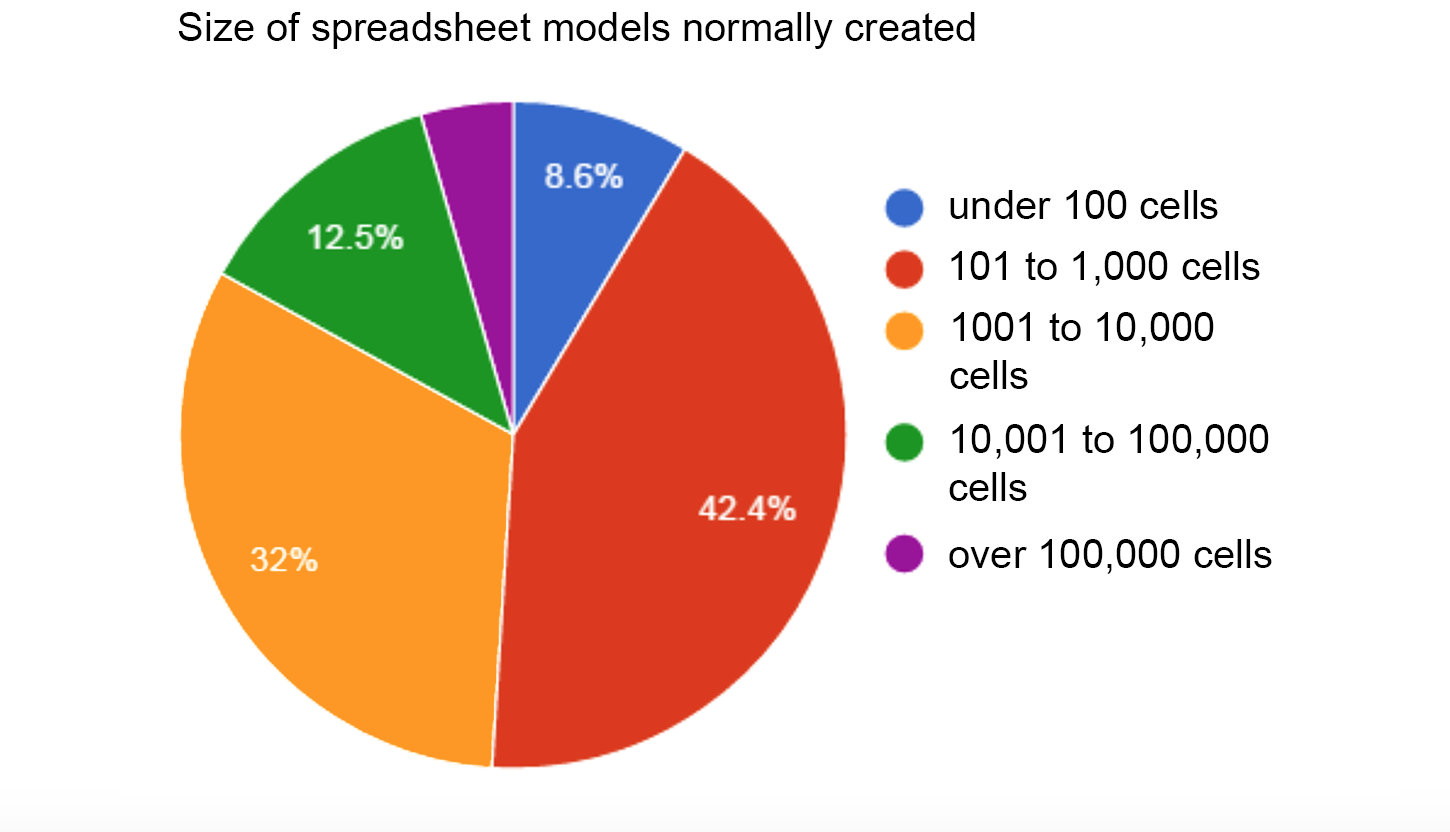 Size of spreadsheet models normally created
8.6%
12.5%
42.4%
32%
under 100 cells
101 to 1,000 cells
1001 to 10,000
cells
10,001 to 100,000
cells
over 100,000 cells